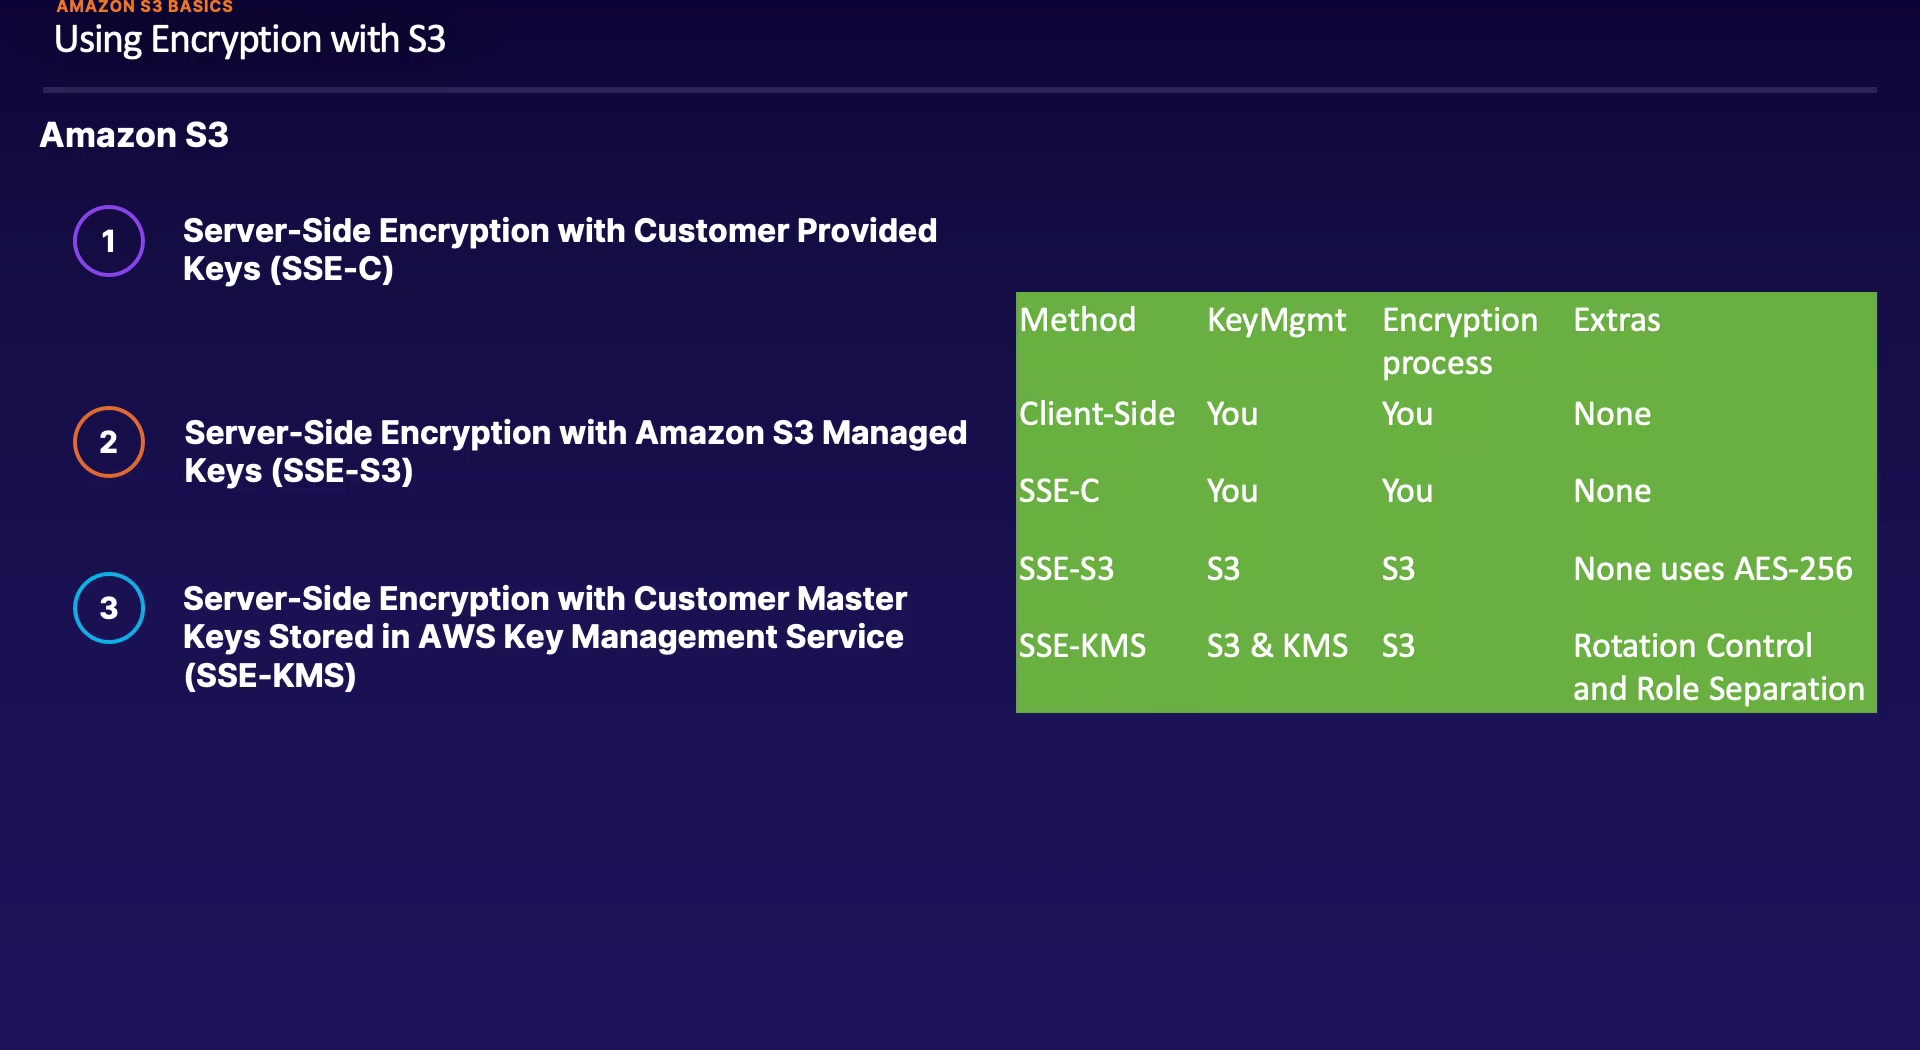 AMAZON S3 BASICS
Using Encryption with S3
Amazon S3
1
Server-Side Encryption with Customer Provided
Keys (SSE-C)
2
Server-Side Encryption with Amazon S3 Managed
Keys (SSE-S3)
3
Server-Side Encryption with Customer Master
Keys Stored in AWS Key Management Service
(SSE-KMS)
Method KeyMgmt Encryption Extras
process
Client-Side You You None
SSE-C You You None
SSE-S3 S3 S3 None uses AES-256
SSE-KMS S3 & KMS S3 Rotation Control
and Role Separation